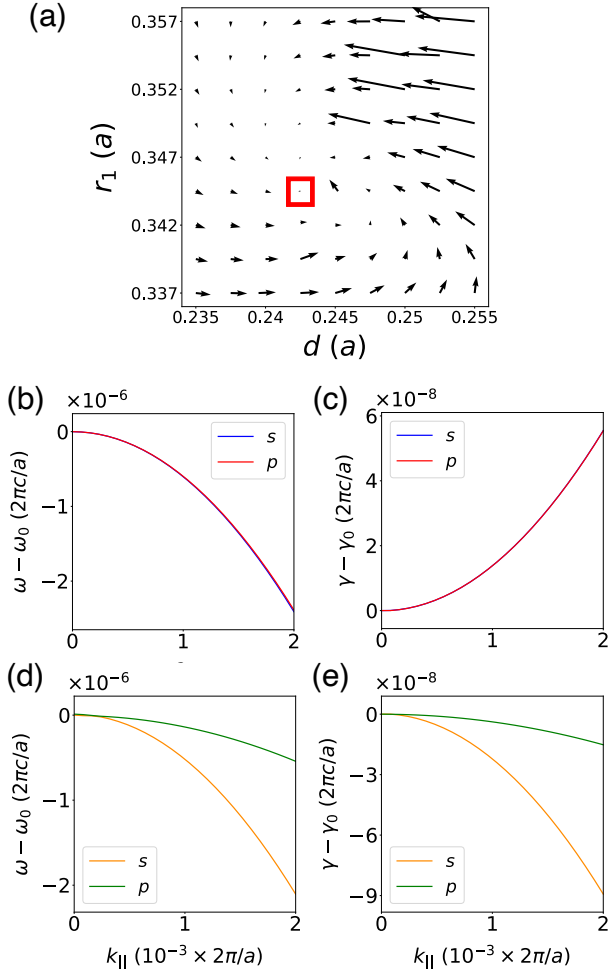 (a)
0.357
0.352
0.347
0.342
0.337
r₁ (a)
0.235 0.24 0.245 0.25 0.255
d (a)
(b)
×10⁻⁶
0
−1
−2
ω − ω₀ (2πc/a)
s
p
0 1 2
(c)
×10⁻⁸
6
4
2
0
γ − γ₀ (2πc/a)
s
p
0 1 2
(d)
×10⁻⁶
0
−1
−2
ω − ω₀ (2πc/a)
s
p
0 1 2
k|| (10⁻³ × 2π/a)
(e)
×10⁻⁸
0
−3
−6
−9
γ − γ₀ (2πc/a)
s
p
0 1 2
k|| (10⁻³ × 2π/a)